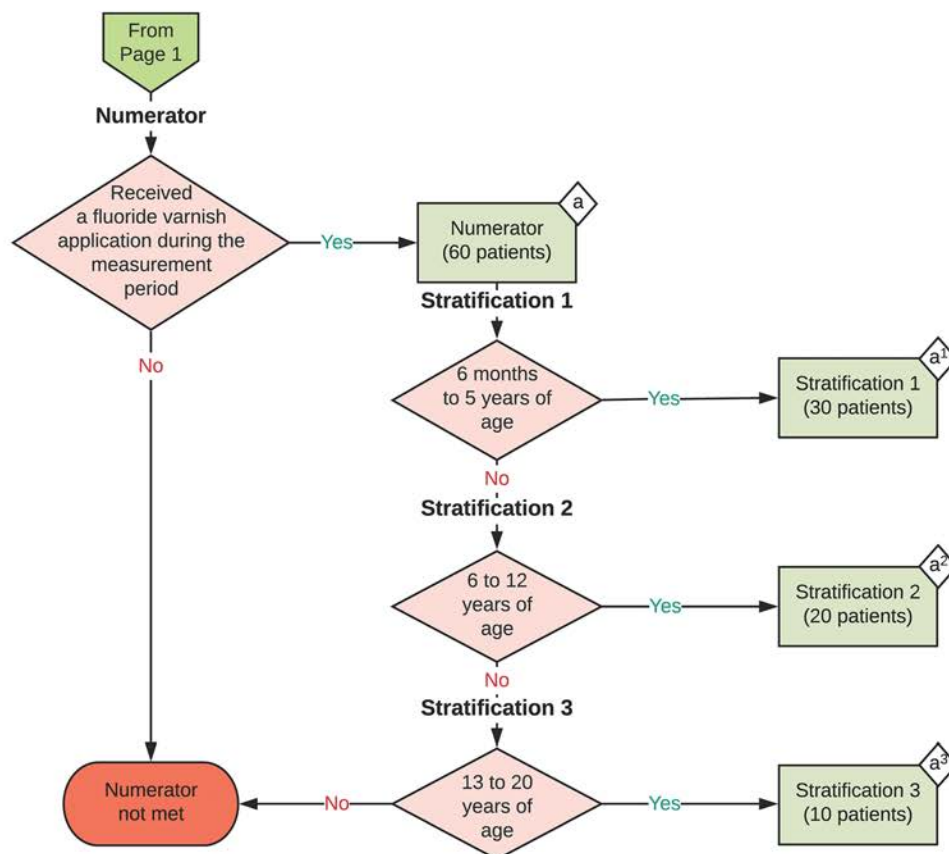 From
Page 1
Numerator
Received
a fluoride varnish
application during the
measurement
period
Yes
a
Numerator
(60 patients)
No
Stratification 1
6 months
to 5 years of
age
Yes
a¹
Stratification 1
(30 patients)
No
Stratification 2
6 to 12
years of
age
Yes
a²
Stratification 2
(20 patients)
No
Stratification 3
13 to 20
years of
age
Yes
a³
Stratification 3
(10 patients)
No
Numerator
not met